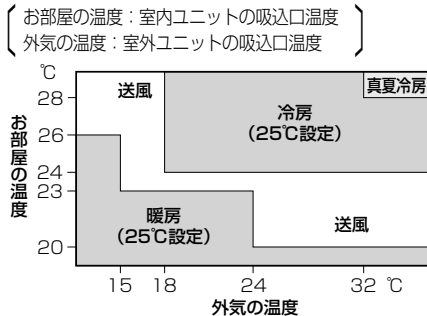 お部屋の温度：室内ユニットの吸込口温度
外気の温度：室外ユニットの吸込口温度
℃
28
26
24
23
20
お部屋の温度
送風
冷房
(25℃設定)
真夏冷房
暖房
(25℃設定)
送風
15 18 24 32 ℃
外気の温度